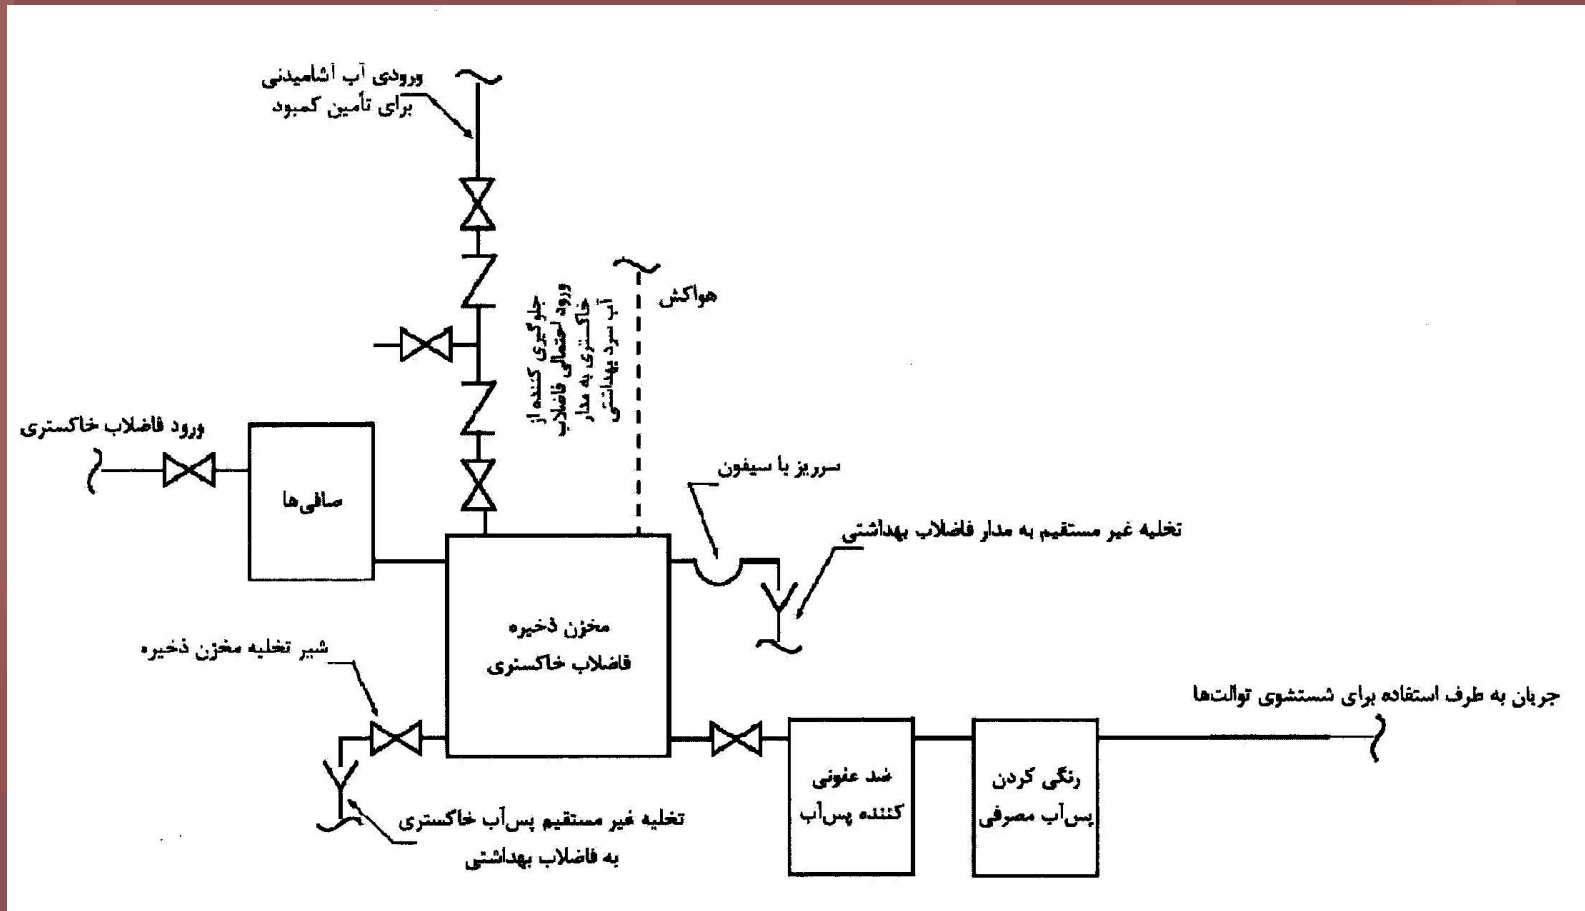 ورودی آب آشامیدنی
برای تأمین کمبود
هواکش
جلوگیری کننده از
ورود احتمالی فاضلاب
خاکستری به مدار
آب سرد بهداشتی
ورود فاضلاب خاکستری
صافی‌ها
سرریز با سیفون
تخلیه غیر مستقیم به مدار فاضلاب بهداشتی
مخزن ذخیره
فاضلاب خاکستری
شیر تخلیه مخزن ذخیره
جریان به طرف استفاده برای شستشوی توالت‌ها
ضد عفونی
کننده پس‌آب
رنگی کردن
پس‌آب مصرفی
تخلیه غیر مستقیم پس‌آب خاکستری
به فاضلاب بهداشتی